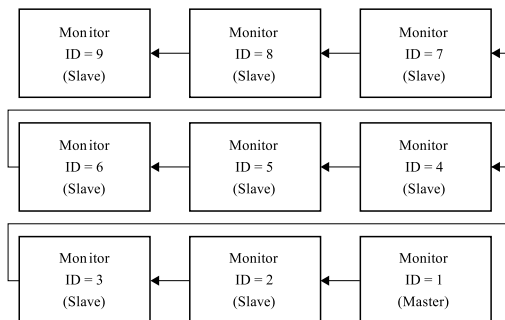 Monitor
ID = 9
(Slave)
Monitor
ID = 8
(Slave)
Monitor
ID = 7
(Slave)
Monitor
ID = 6
(Slave)
Monitor
ID = 5
(Slave)
Monitor
ID = 4
(Slave)
Monitor
ID = 3
(Slave)
Monitor
ID = 2
(Slave)
Monitor
ID = 1
(Master)